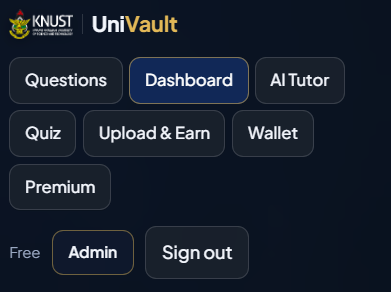 KNUST UniVault
Questions Dashboard AI Tutor
Quiz Upload & Earn Wallet
Premium
Free Admin Sign out